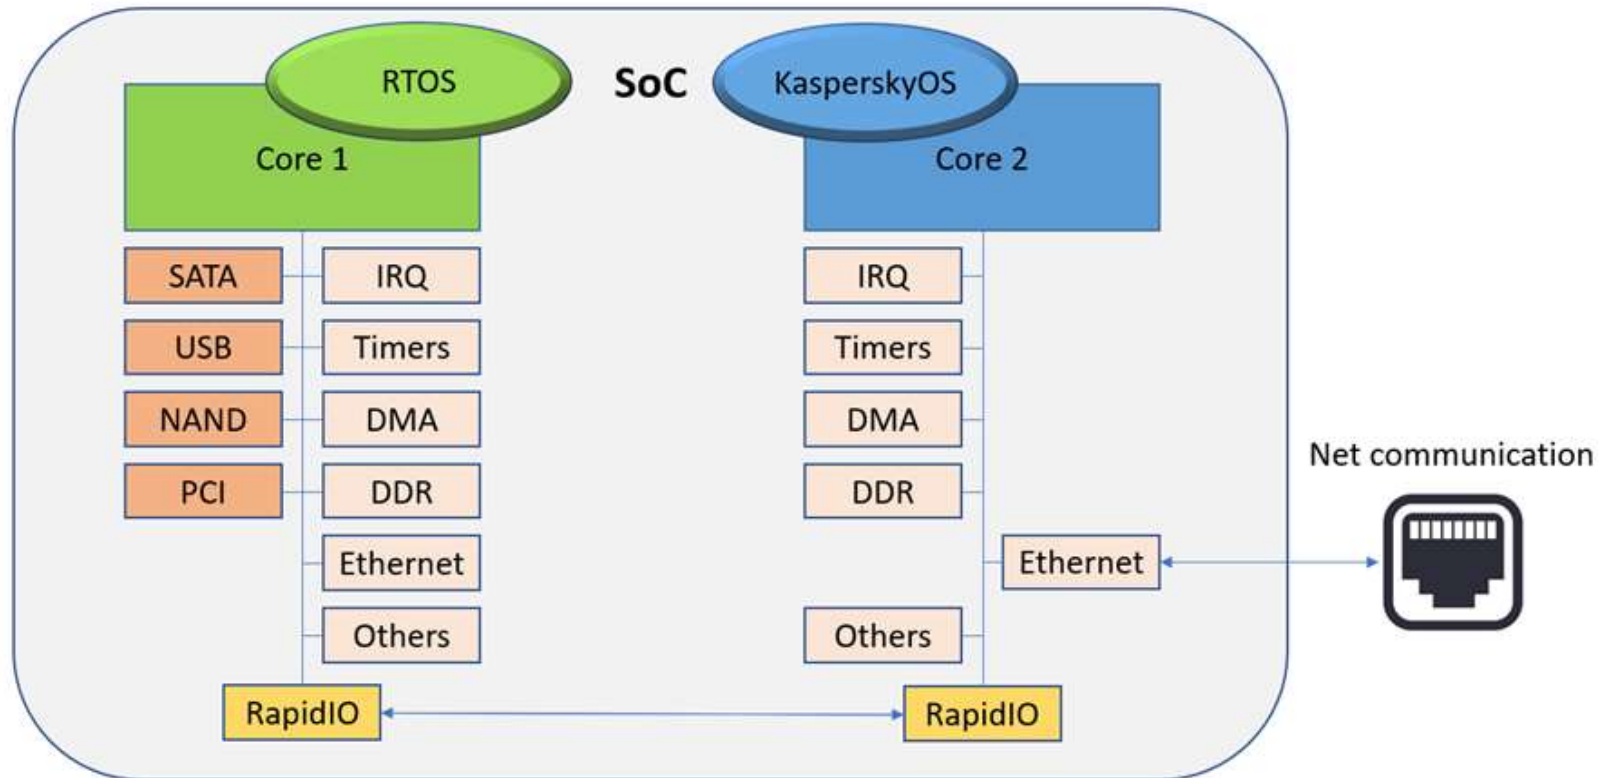 RTOS
SoC
KasperskyOS
Core 1
Core 2
SATA
IRQ
IRQ
USB
Timers
Timers
NAND
DMA
DMA
Net communication
PCI
DDR
DDR
Ethernet
Ethernet
Others
Others
RapidIO
RapidIO